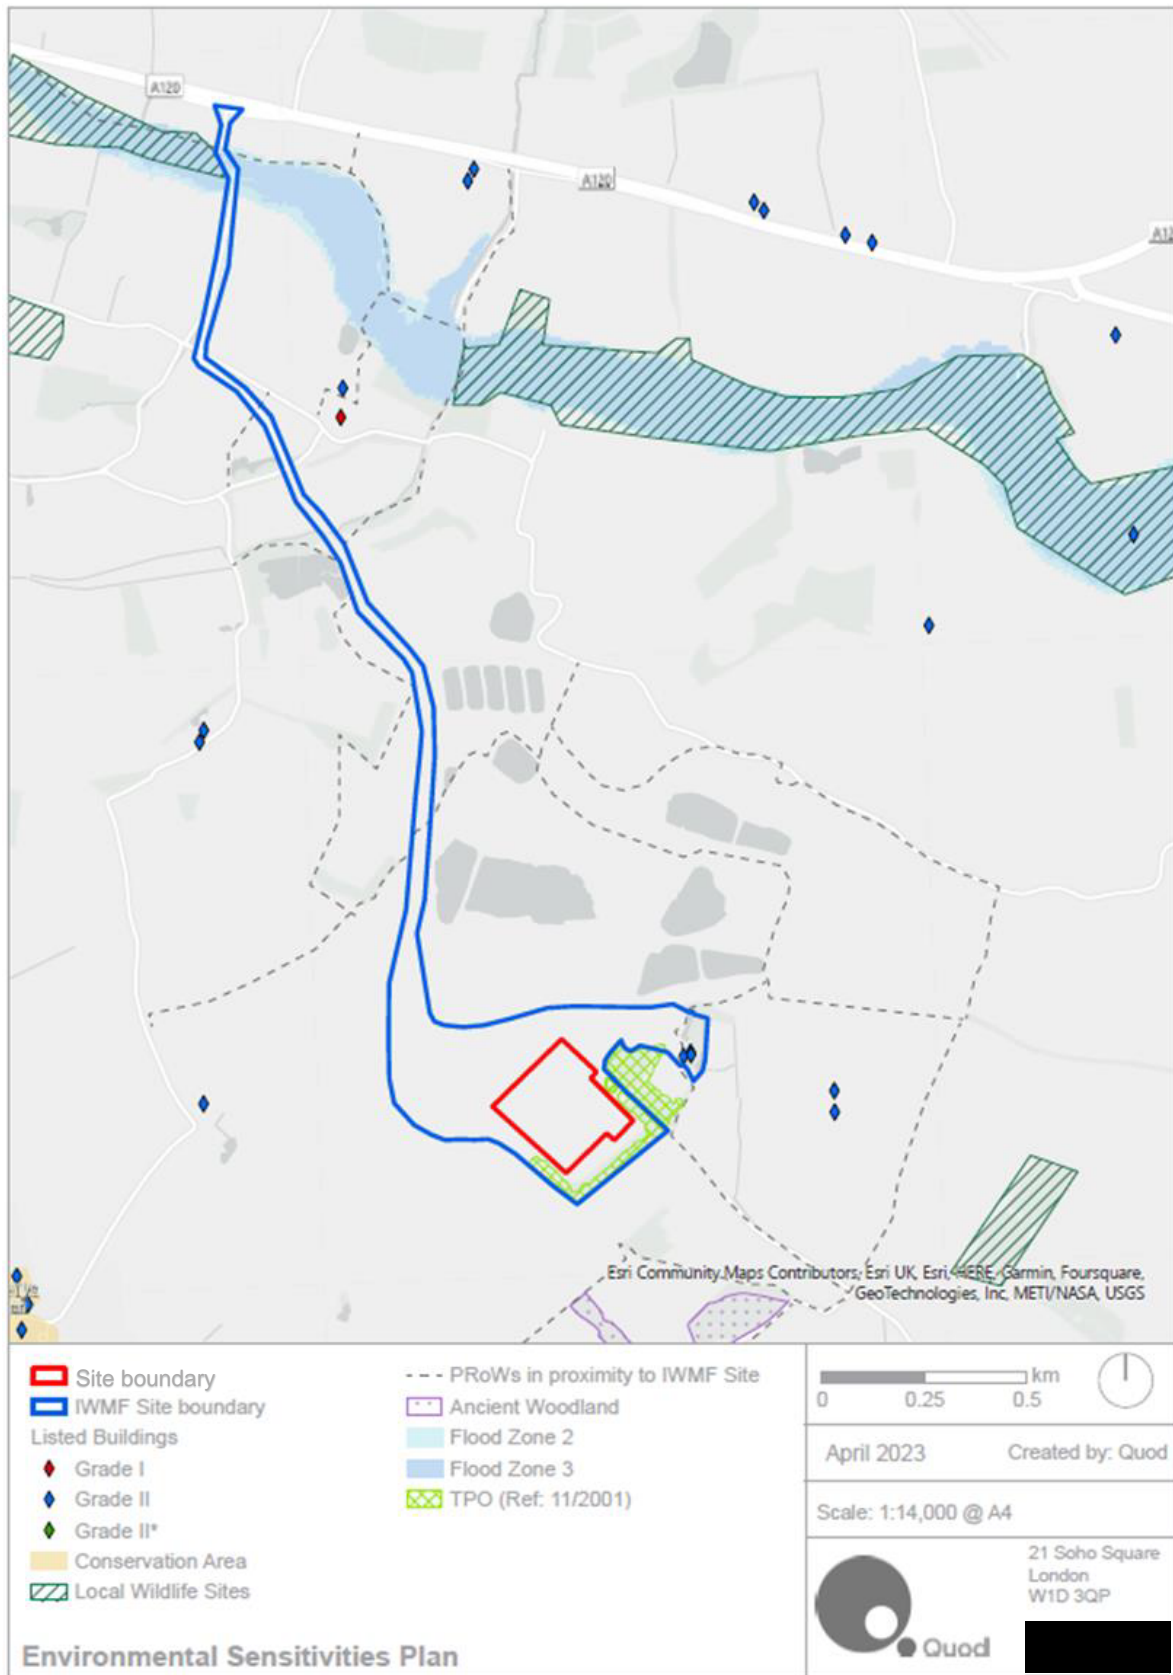 A120
A120
A12
Esri Community Maps Contributors, Esri UK, Esri, HERE, Garmin, Foursquare,
GeoTechnologies, Inc, METI/NASA, USGS
Site boundary
IWMF Site boundary
Listed Buildings
Grade I
Grade II
Grade II*
Conservation Area
Local Wildlife Sites
PRoWs in proximity to IWMF Site
Ancient Woodland
Flood Zone 2
Flood Zone 3
TPO (Ref: 11/2001)
Environmental Sensitivities Plan
km
0 0.25 0.5
April 2023 Created by: Quod
Scale: 1:14,000 @ A4
Quod
21 Soho Square
London
W1D 3QP